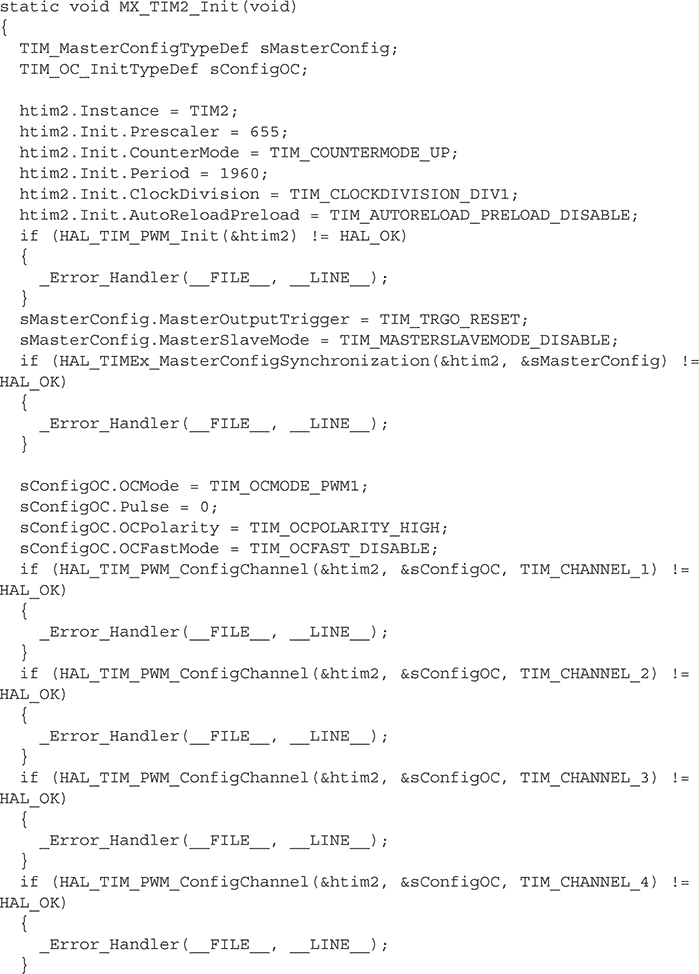 static void MX_TIM2_Init(void)
{
  TIM_MasterConfigTypeDef sMasterConfig;
  TIM_OC_InitTypeDef sConfigOC;

  htim2.Instance = TIM2;
  htim2.Init.Prescaler = 655;
  htim2.Init.CounterMode = TIM_COUNTERMODE_UP;
  htim2.Init.Period = 1960;
  htim2.Init.ClockDivision = TIM_CLOCKDIVISION_DIV1;
  htim2.Init.AutoReloadPreload = TIM_AUTORELOAD_PRELOAD_DISABLE;
  if (HAL_TIM_PWM_Init(&htim2) != HAL_OK)
  {
    _Error_Handler(__FILE__, __LINE__);
  }
  sMasterConfig.MasterOutputTrigger = TIM_TRGO_RESET;
  sMasterConfig.MasterSlaveMode = TIM_MASTERSLAVEMODE_DISABLE;
  if (HAL_TIMEx_MasterConfigSynchronization(&htim2, &sMasterConfig) !=
HAL_OK)
  {
    _Error_Handler(__FILE__, __LINE__);
  }

  sConfigOC.OCMode = TIM_OCMODE_PWM1;
  sConfigOC.Pulse = 0;
  sConfigOC.OCPolarity = TIM_OCPOLARITY_HIGH;
  sConfigOC.OCFastMode = TIM_OCFAST_DISABLE;
  if (HAL_TIM_PWM_ConfigChannel(&htim2, &sConfigOC, TIM_CHANNEL_1) !=
HAL_OK)
  {
    _Error_Handler(__FILE__, __LINE__);
  }
  if (HAL_TIM_PWM_ConfigChannel(&htim2, &sConfigOC, TIM_CHANNEL_2) !=
HAL_OK)
  {
    _Error_Handler(__FILE__, __LINE__);
  }
  if (HAL_TIM_PWM_ConfigChannel(&htim2, &sConfigOC, TIM_CHANNEL_3) !=
HAL_OK)
  {
    _Error_Handler(__FILE__, __LINE__);
  }
  if (HAL_TIM_PWM_ConfigChannel(&htim2, &sConfigOC, TIM_CHANNEL_4) !=
HAL_OK)
  {
    _Error_Handler(__FILE__, __LINE__);
  }